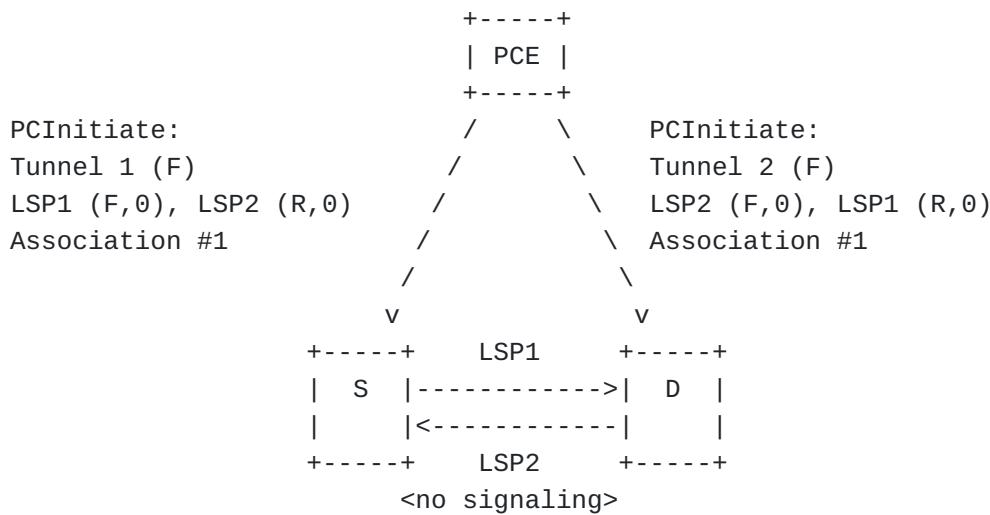 +-----+
| PCE |
+-----+
PCInitiate: / \ PCInitiate:
Tunnel 1 (F) / \ Tunnel 2 (F)
LSP1 (F,0), LSP2 (R,0) / \ LSP2 (F,0), LSP1 (R,0)
Association #1 / \ Association #1
/ \
v v
+-----+ LSP1 +-----+
| S |------------>| D |
| |<------------| |
+-----+ LSP2 +-----+
<no signaling>